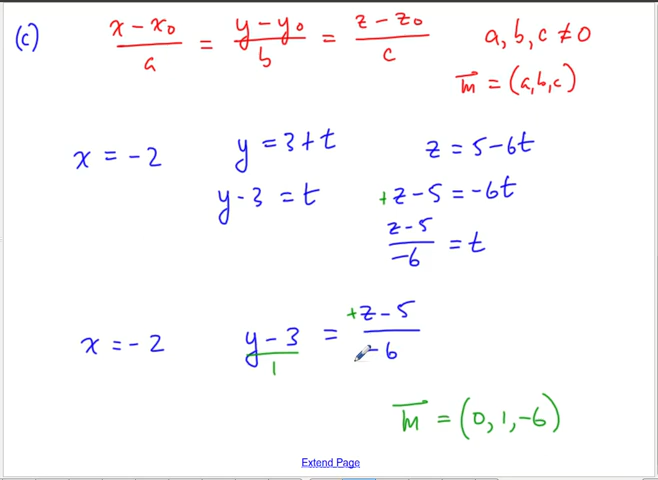 (c) (x - x₀)/a = (y - y₀)/b = (z - z₀)/c a, b, c ≠ 0
m̅ = (a, b, c)
x = -2 y = 3 + t z = 5 - 6t
y - 3 = t +z - 5 = -6t
(z - 5)/-6 = t
x = -2 (y - 3)/1 = (+z - 5)/-6
m̅ = (0, 1, -6)
Extend Page